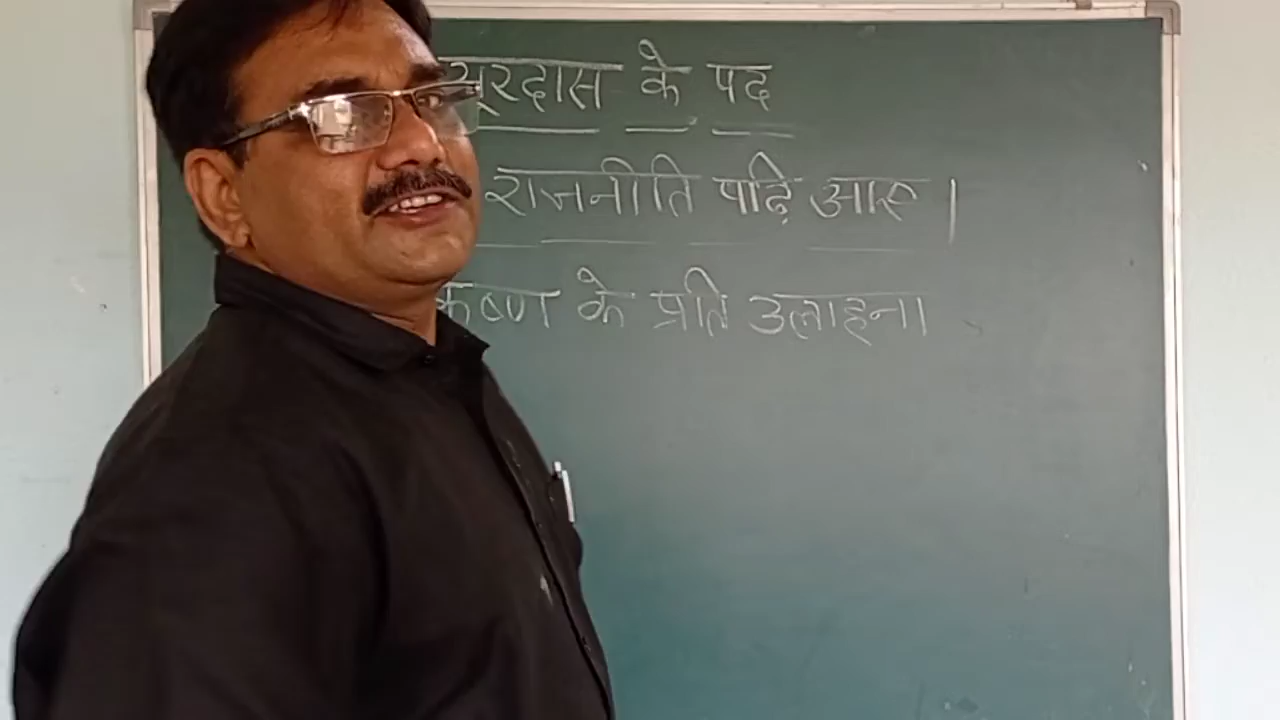 सूरदास के पद
राजनीति पढ़ि आए।
कृष्ण के प्रति उलाहना